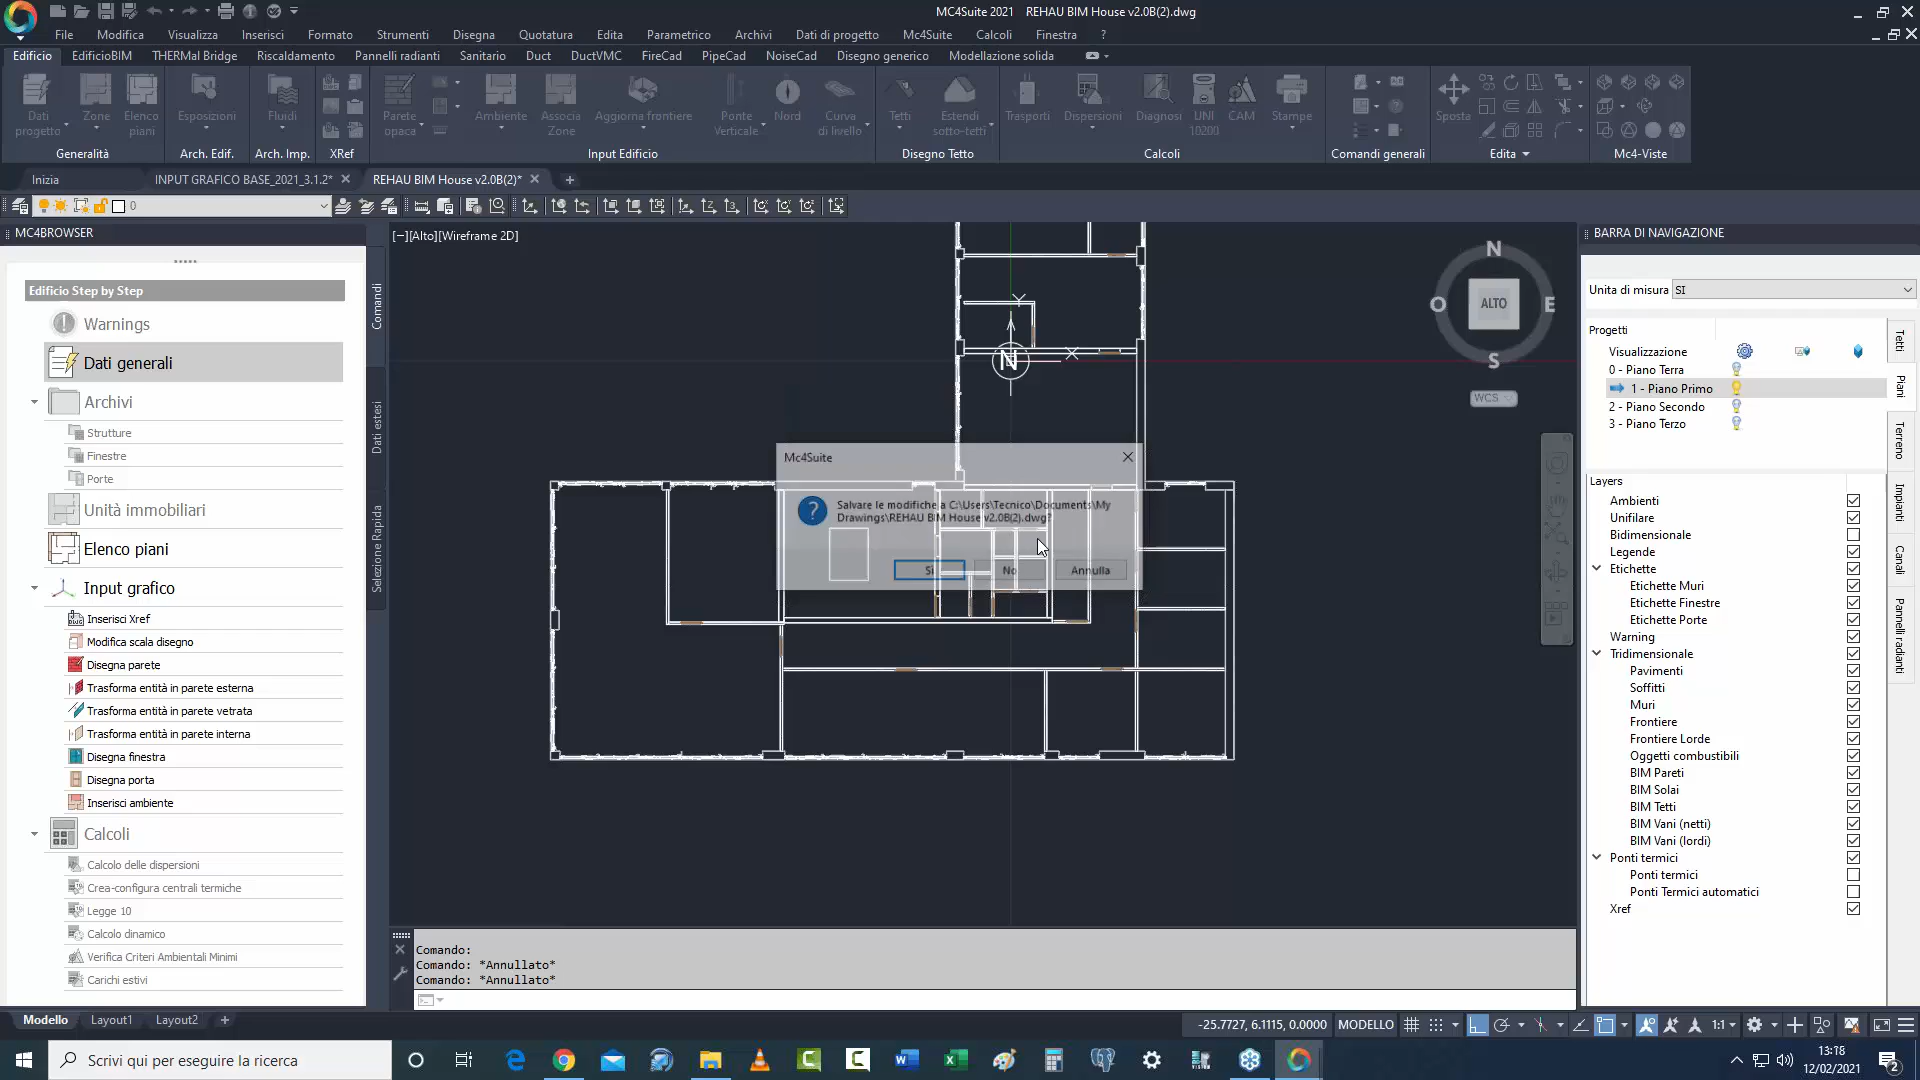 MC4Suite 2021 REHAU BIM House v2.0B(2).dwg
File Modifica Visualizza Inserisci Formato Strumenti Disegna Quotatura Edita Parametrico Archivi Dati di progetto Mc4Suite Calcoli Finestra ?
Edificio EdificioBIM THERMal Bridge Riscaldamento Pannelli radianti Sanitario Duct DuctVMC FireCad PipeCad NoiseCad Disegno generico Modellazione solida
Dati progetto Zone Elenco piani Esposizioni Fluidi Parete opaca Ambiente Associa Zone Aggiorna frontiere Ponte Verticale Nord Curva di livello Tetti Estendi sotto-tetti Trasporti Dispersioni Diagnosi UNI 10200 CAM Stampe Sposta
Generalità Arch. Edif. Arch. Imp. XRef Input Edificio Disegno Tetto Calcoli Comandi generali Edita Mc4-Viste
Inizia INPUT GRAFICO BASE_2021_3.1.2* REHAU BIM House v2.0B(2)*
0
MC4BROWSER
Edificio Step by Step
Warnings
Dati generali
Archivi
Strutture
Finestre
Porte
Unità immobiliari
Elenco piani
Input grafico
Inserisci Xref
Modifica scala disegno
Disegna parete
Trasforma entità in parete esterna
Trasforma entità in parete vetrata
Trasforma entità in parete interna
Disegna finestra
Disegna porta
Inserisci ambiente
Calcoli
Calcolo delle dispersioni
Crea-configura centrali termiche
Legge 10
Calcolo dinamico
Verifica Criteri Ambientali Minimi
Carichi estivi
Comandi
Dati estesi
Selezione Rapida
[−][Alto][Wireframe 2D]
N
Y
X
Mc4Suite
Salvare le modifiche a C:\Users\Tecnico\Documents\My
Drawings\REHAU BIM House v2.0B(2).dwg?
Sì No Annulla
N
O ALTO E
S
WCS
Comando:
Comando: *Annullato*
Comando: *Annullato*
BARRA DI NAVIGAZIONE
Unita di misura SI
Progetti
Visualizzazione
0 - Piano Terra
1 - Piano Primo
2 - Piano Secondo
3 - Piano Terzo
Layers
Ambienti
Unifilare
Bidimensionale
Legende
Etichette
Etichette Muri
Etichette Finestre
Etichette Porte
Warning
Tridimensionale
Pavimenti
Soffitti
Muri
Frontiere
Frontiere Lorde
Oggetti combustibili
BIM Pareti
BIM Solai
BIM Tetti
BIM Vani (netti)
BIM Vani (lordi)
Ponti termici
Ponti termici
Ponti Termici automatici
Xref
Tetti
Piani
Terreno
Impianti
Canali
Pannelli radianti
Modello Layout1 Layout2 +
-25.7727, 6.1115, 0.0000 MODELLO 1:1
Scrivi qui per eseguire la ricerca
13:18
12/02/2021
2